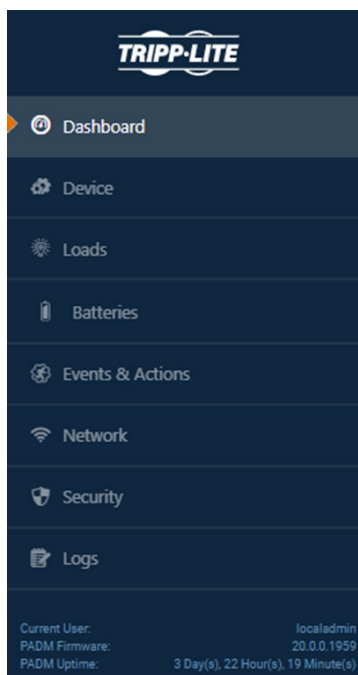 TRIPP·LITE
Dashboard
Device
Loads
Batteries
Events & Actions
Network
Security
Logs
Current User: localadmin
PADM Firmware: 20.0.0.1959
PADM Uptime: 3 Day(s), 22 Hour(s), 19 Minute(s)